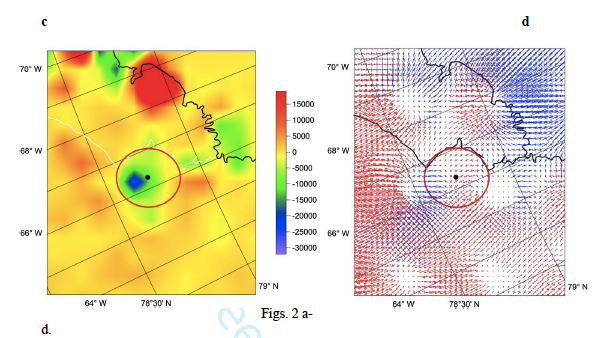 c d
70° W 70° W
15000
10000
5000
0
-5000
-10000
-15000
-20000
-25000
-30000
68° W 68° W
66° W 66° W
79° N 79° N
64° W 78°30' N 64° W 78°30' N
Figs. 2 a-
d.